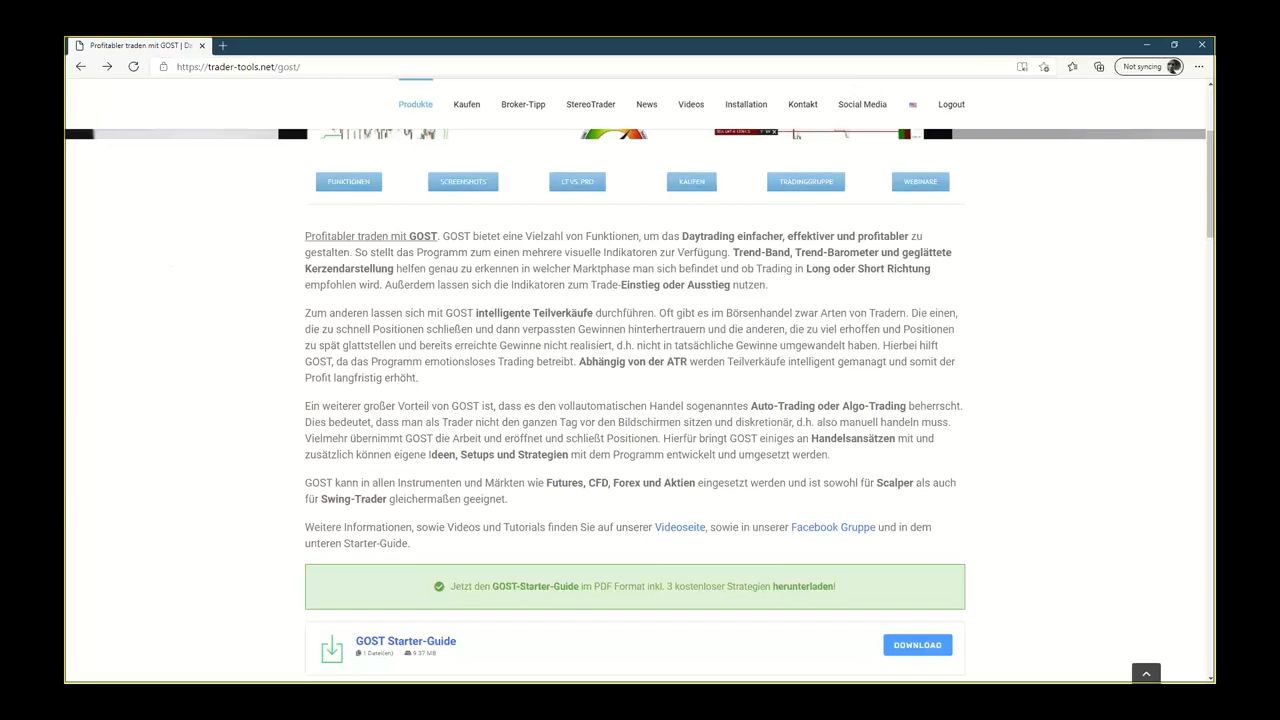 Profitabler traden mit GOST | Da
https://trader-tools.net/gost/
Not syncing
Produkte Kaufen Broker-Tipp StereoTrader News Videos Installation Kontakt Social Media Logout
FUNKTIONEN SCREENSHOTS LT VS. PRO KAUFEN TRADINGGRUPPE WEBINARE
Profitabler traden mit GOST. GOST bietet eine Vielzahl von Funktionen, um das Daytrading einfacher, effektiver und profitabler zu
gestalten. So stellt das Programm zum einen mehrere visuelle Indikatoren zur Verfügung. Trend-Band, Trend-Barometer und geglättete
Kerzendarstellung helfen genau zu erkennen in welcher Marktphase man sich befindet und ob Trading in Long oder Short Richtung
empfohlen wird. Außerdem lassen sich die Indikatoren zum Trade-Einstieg oder Ausstieg nutzen.
Zum anderen lassen sich mit GOST intelligente Teilverkäufe durchführen. Oft gibt es im Börsenhandel zwar Arten von Tradern. Die einen,
die zu schnell Positionen schließen und dann verpassten Gewinnen hinterhertrauern und die anderen, die zu viel erhoffen und Positionen
zu spät glattstellen und bereits erreichte Gewinne nicht realisiert, d.h. nicht in tatsächliche Gewinne umgewandelt haben. Hierbei hilft
GOST, da das Programm emotionsloses Trading betreibt. Abhängig von der ATR werden Teilverkäufe intelligent gemanagt und somit der
Profit langfristig erhöht.
Ein weiterer großer Vorteil von GOST ist, dass es den vollautomatischen Handel sogenanntes Auto-Trading oder Algo-Trading beherrscht.
Dies bedeutet, dass man als Trader nicht den ganzen Tag vor den Bildschirmen sitzen und diskretionär, d.h. also manuell handeln muss.
Vielmehr übernimmt GOST die Arbeit und eröffnet und schließt Positionen. Hierfür bringt GOST einiges an Handelsansätzen mit und
zusätzlich können eigene Ideen, Setups und Strategien mit dem Programm entwickelt und umgesetzt werden.
GOST kann in allen Instrumenten und Märkten wie Futures, CFD, Forex und Aktien eingesetzt werden und ist sowohl für Scalper als auch
für Swing-Trader gleichermaßen geeignet.
Weitere Informationen, sowie Videos und Tutorials finden Sie auf unserer Videoseite, sowie in unserer Facebook Gruppe und in dem
unteren Starter-Guide.
Jetzt den GOST-Starter-Guide im PDF Format inkl. 3 kostenloser Strategien herunterladen!
GOST Starter-Guide
DOWNLOAD
1 Datei(en) 9.37 MB